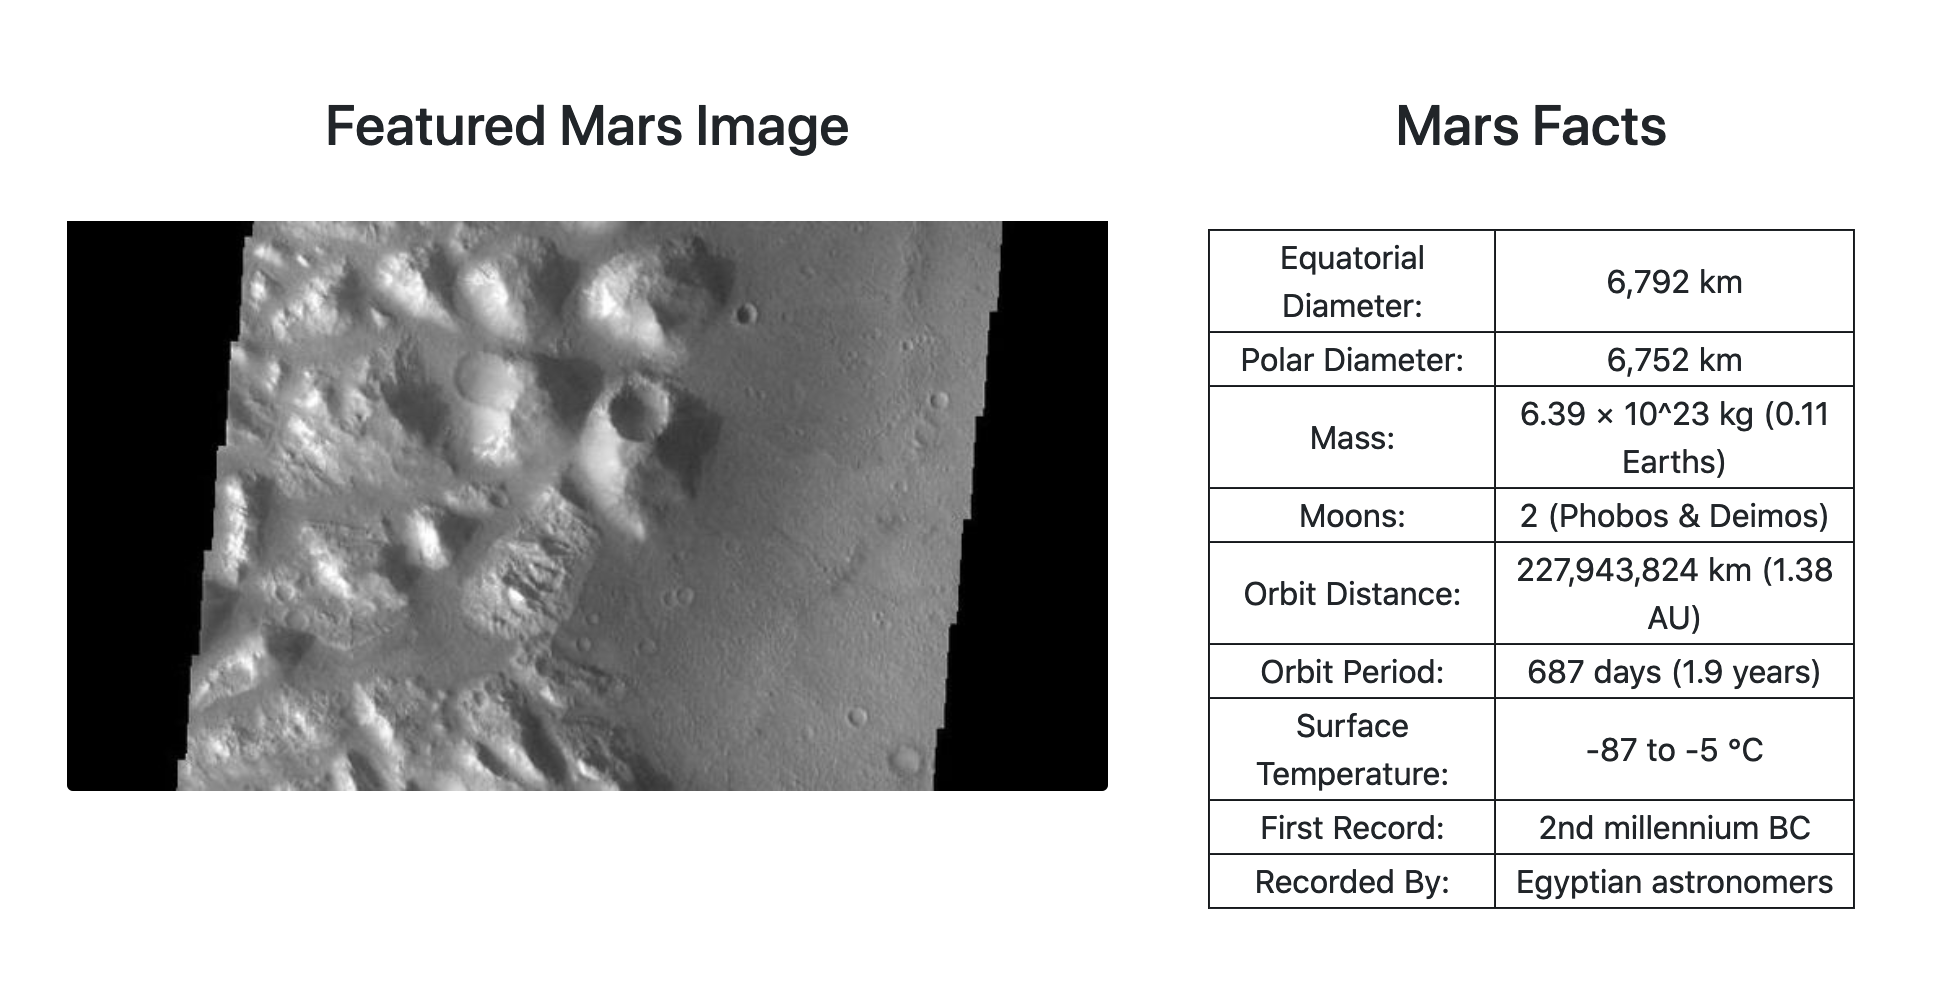 Featured Mars Image
Mars Facts
Equatorial
Diameter:
6,792 km
Polar Diameter:
6,752 km
Mass:
6.39 × 10^23 kg (0.11
Earths)
Moons:
2 (Phobos & Deimos)
Orbit Distance:
227,943,824 km (1.38
AU)
Orbit Period:
687 days (1.9 years)
Surface
Temperature:
-87 to -5 °C
First Record:
2nd millennium BC
Recorded By:
Egyptian astronomers